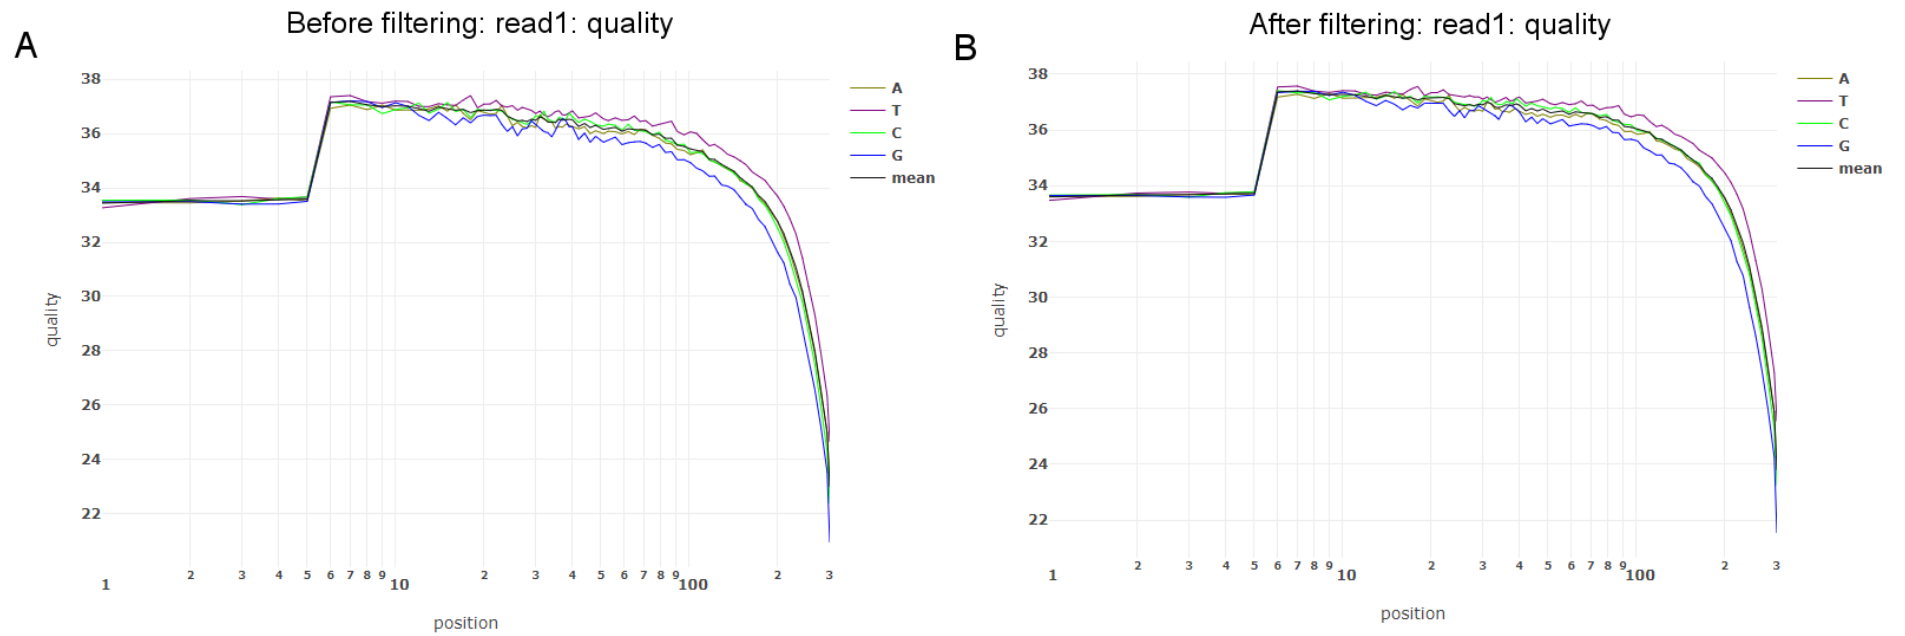 A
Before filtering: read1: quality
38
36
34
32
30
28
26
24
22
quality
1 2 3 4 5 6 7 8 9 10 2 3 4 5 6 7 8 9 100 2 3
position
A
T
C
G
mean
B
After filtering: read1: quality
38
36
34
32
30
28
26
24
22
quality
1 2 3 4 5 6 7 8 9 10 2 3 4 5 6 7 8 9 100 2 3
position
A
T
C
G
mean